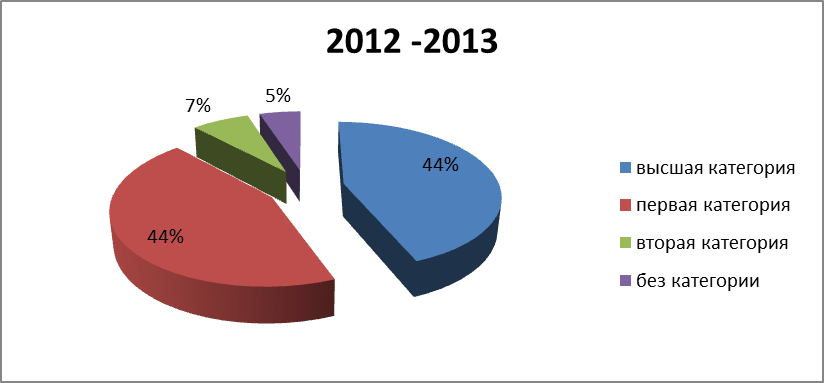 2012 -2013
7%
5%
44%
44%
высшая категория
первая категория
вторая категория
без категории